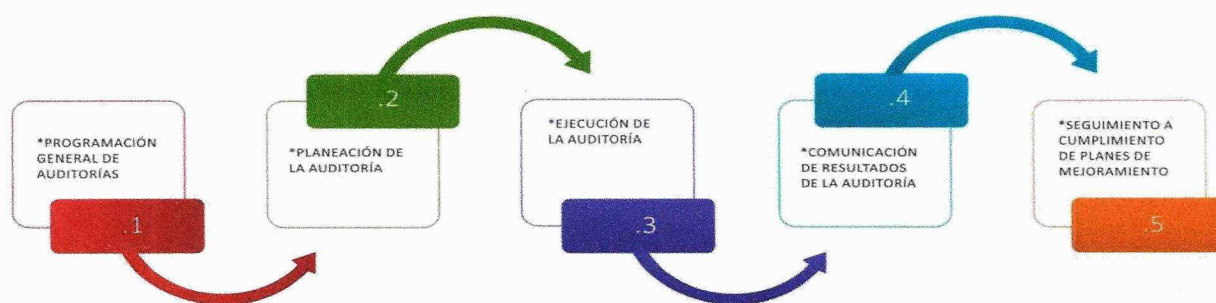 *PROGRAMACIÓN
GENERAL DE
AUDITORÍAS
.1
.2
*PLANEACIÓN DE
LA AUDITORÍA
*EJECUCIÓN DE
LA AUDITORÍA
.3
.4
*COMUNICACIÓN
DE RESULTADOS
DE LA AUDITORÍA
*SEGUIMIENTO A
CUMPLIMIENTO
DE PLANES DE
MEJORAMIENTO
.5